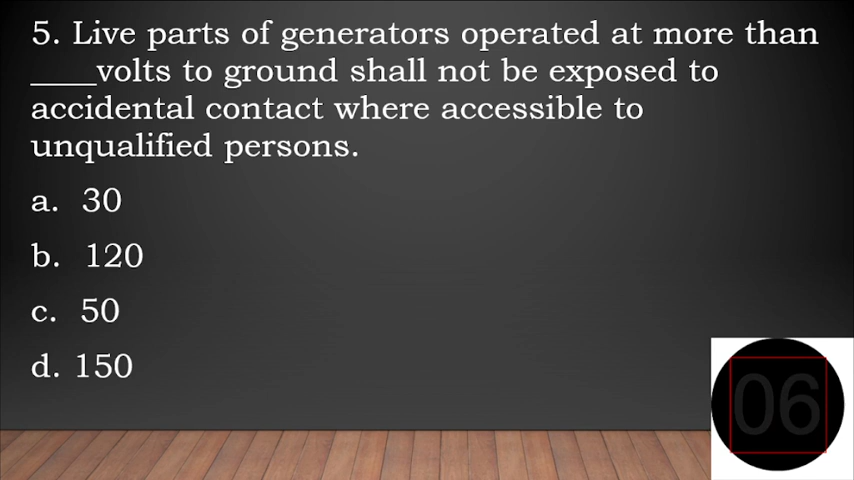 5. Live parts of generators operated at more than
____volts to ground shall not be exposed to
accidental contact where accessible to
unqualified persons.
a. 30
b. 120
c. 50
d. 150
06